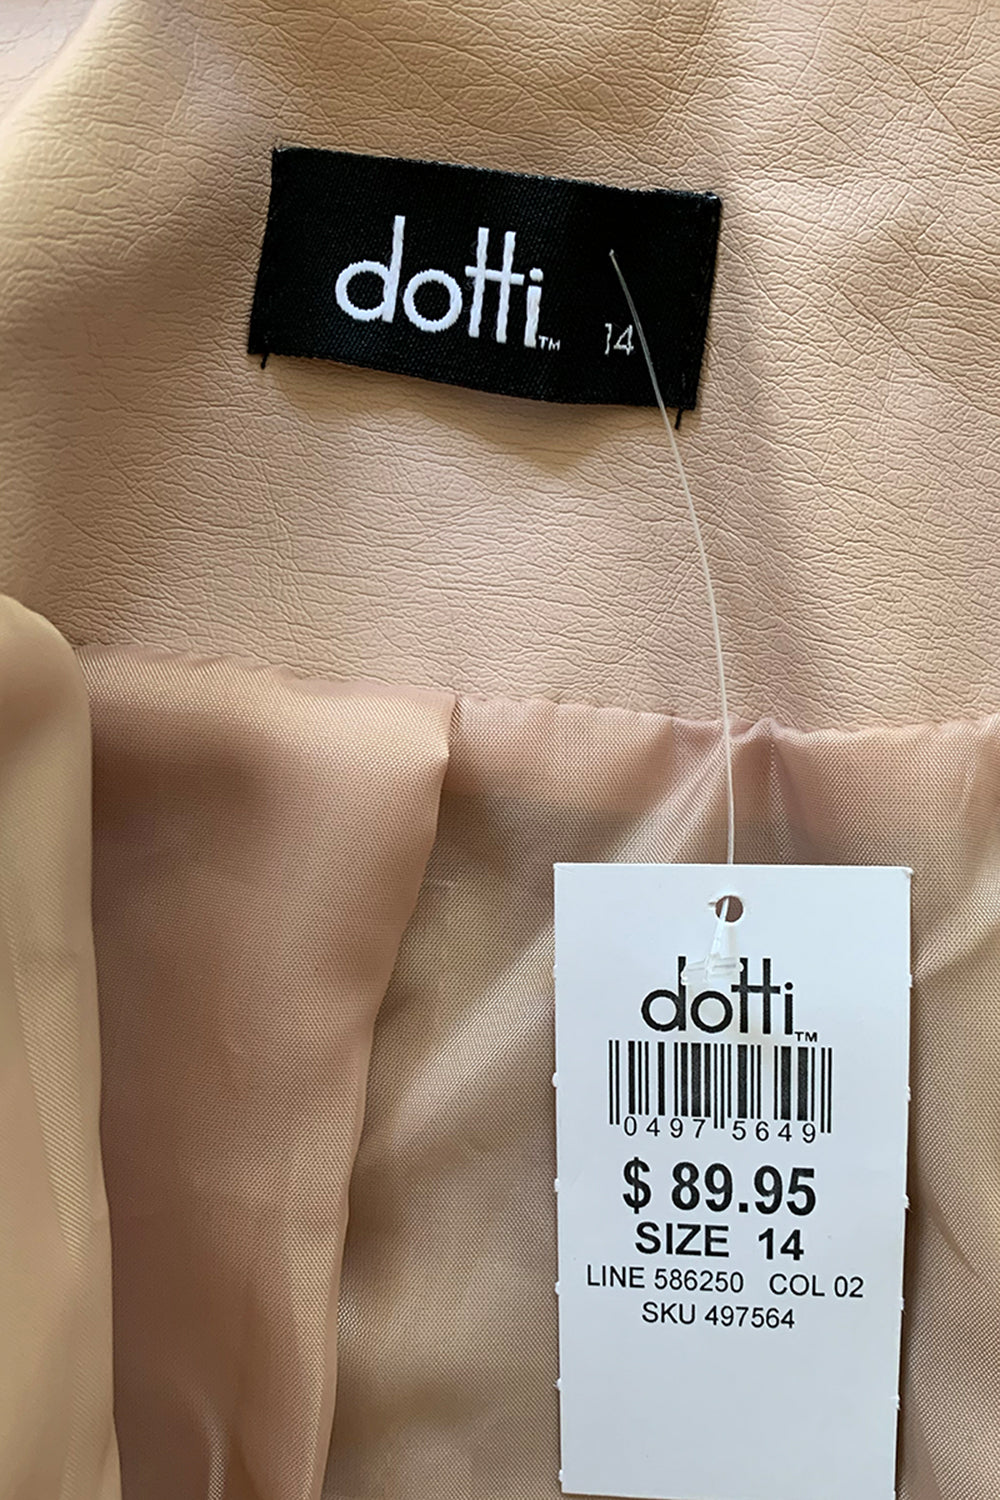 dotti™ 14
dotti™
0497 5649
$ 89.95
SIZE 14
LINE 586250 COL 02
SKU 497564